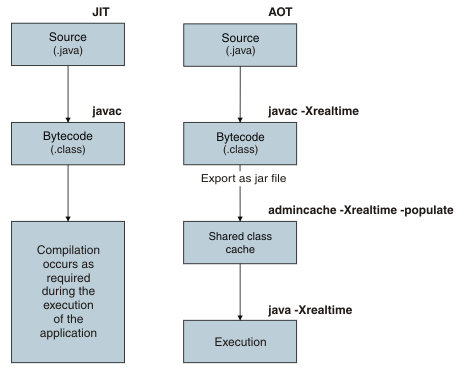 JIT
Source
(.java)
javac
Bytecode
(.class)
Compilation
occurs as
required
during the
execution
of the
application
AOT
Source
(.java)
javac -Xrealtime
Bytecode
(.class)
Export as jar file
admincache -Xrealtime -populate
Shared class
cache
java -Xrealtime
Execution